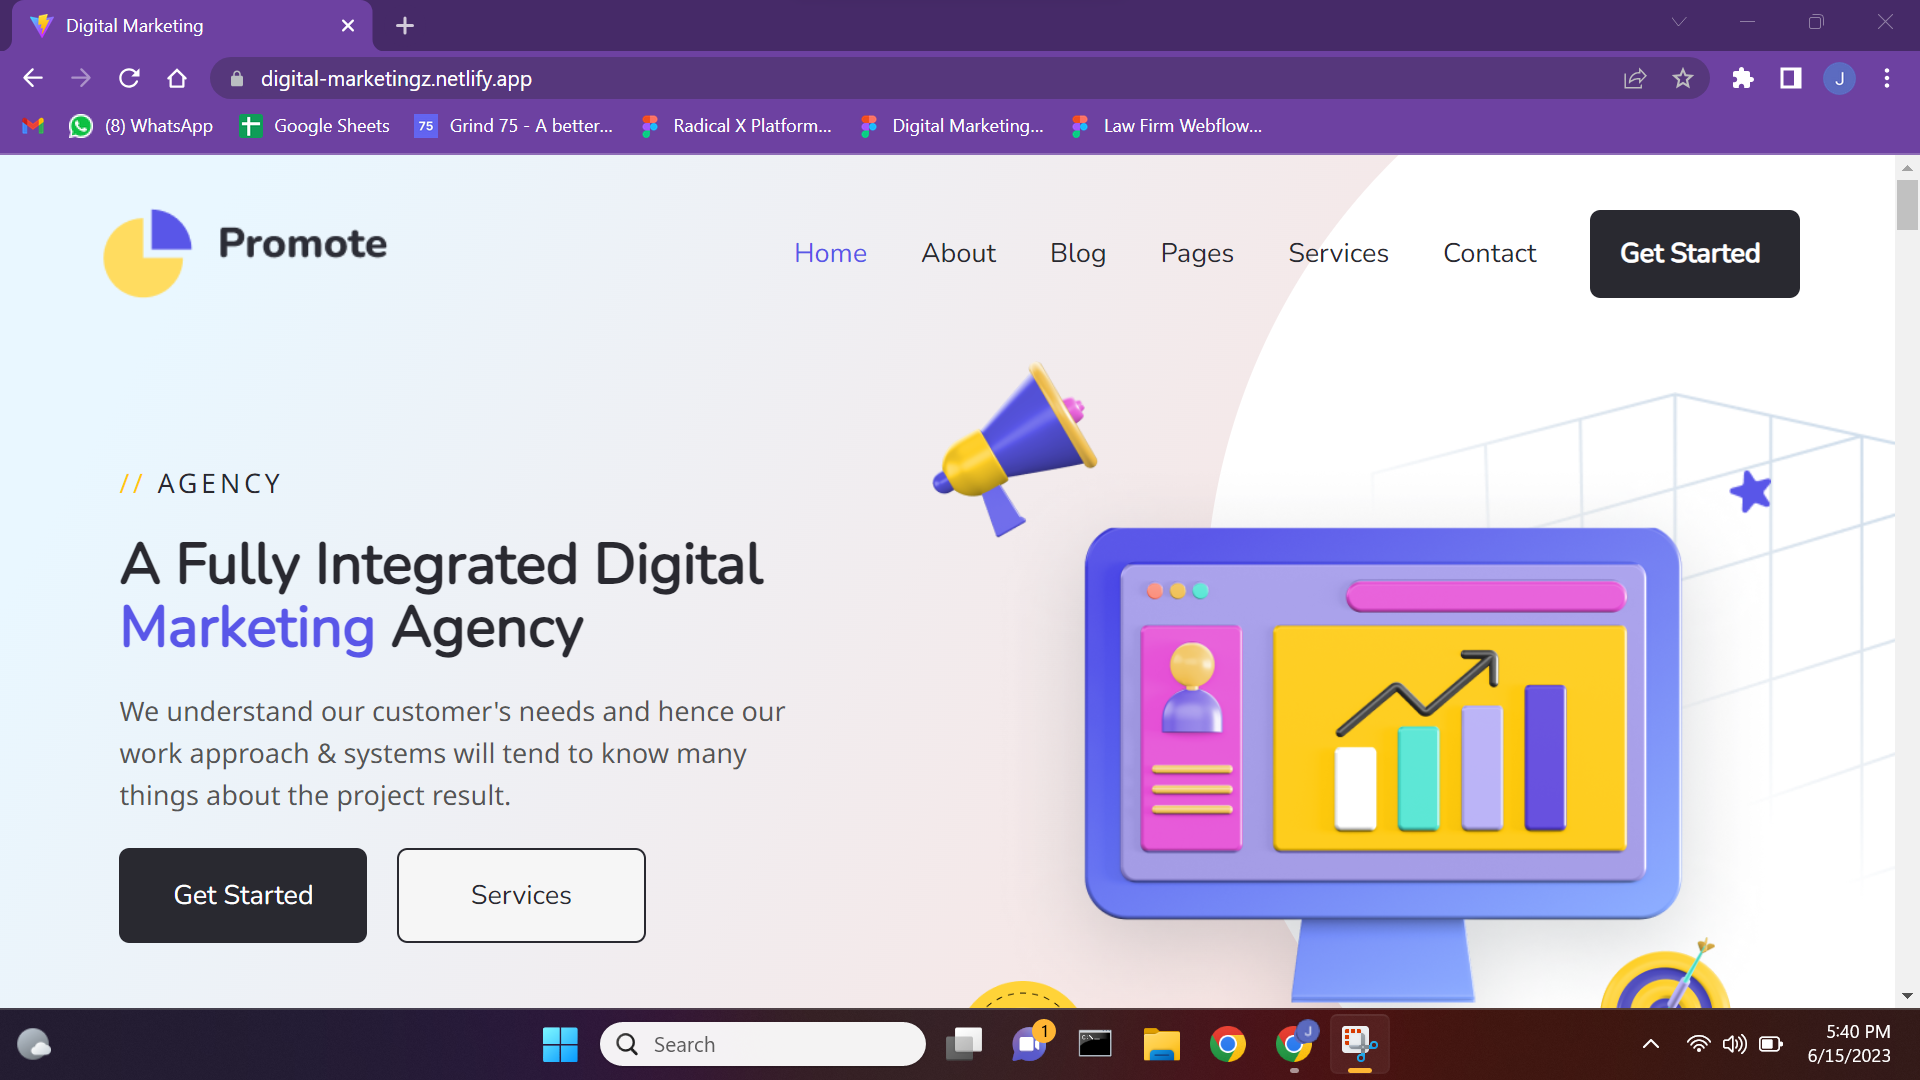 Digital Marketing
digital-marketingz.netlify.app
J
(8) WhatsApp
Google Sheets
75
Grind 75 - A better...
Radical X Platform...
Digital Marketing...
Law Firm Webflow...
Promote
Home
About
Blog
Pages
Services
Contact
Get Started
// AGENCY
A Fully Integrated Digital
Marketing Agency
We understand our customer's needs and hence our
work approach & systems will tend to know many
things about the project result.
Get Started
Services
Search
1
J
5:40 PM
6/15/2023